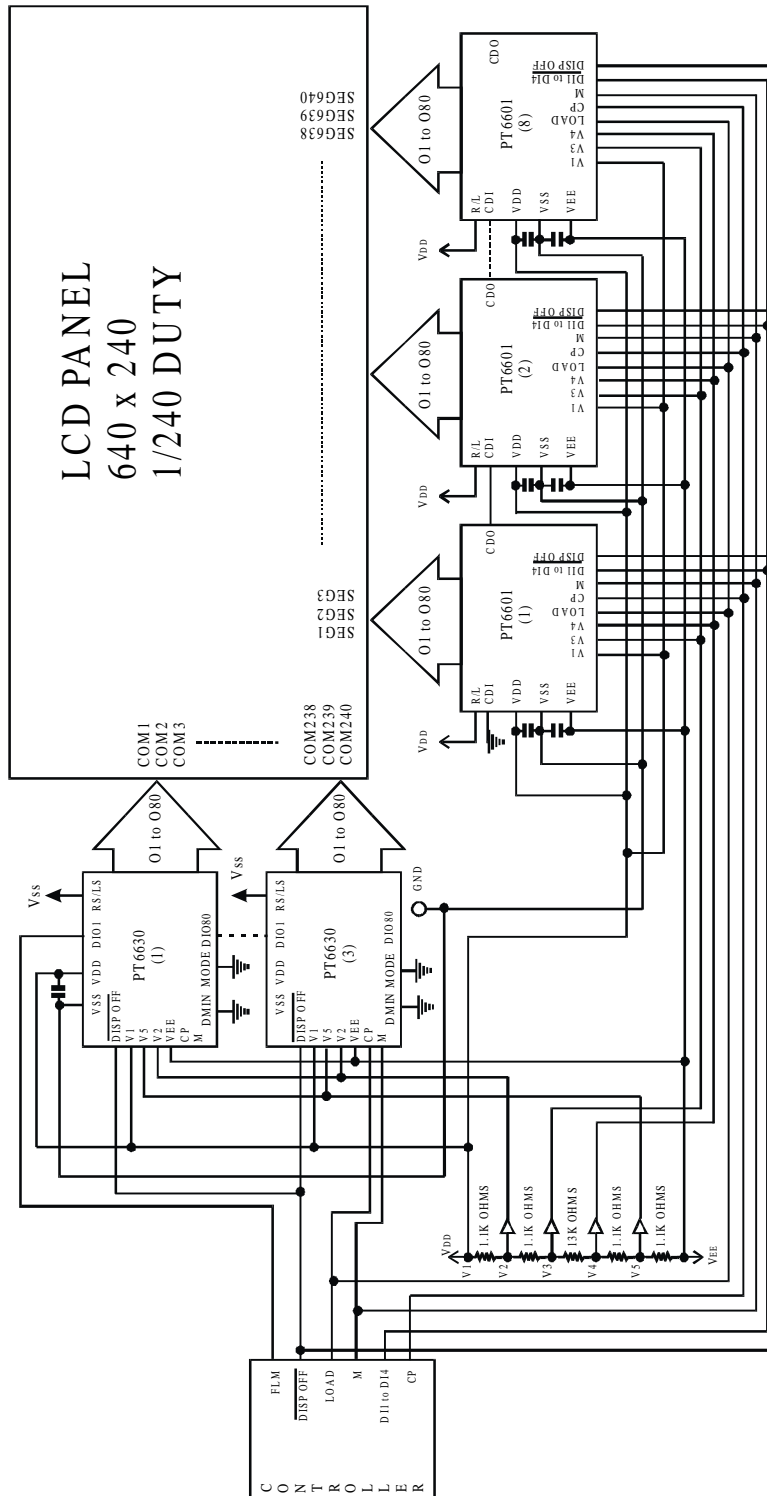 LCD PANEL
640 x 240
1/240 DUTY
COM1
COM2
COM3
COM238
COM239
COM240
SEG1
SEG2
SEG3
SEG638
SEG639
SEG640
O1 to O80
O1 to O80
O1 to O80
O1 to O80
O1 to O80
VSS
RS/LS
DIO1
VDD
VSS
PT6630
(1)
DISP OFF
V1
V5
V2
VEE
CP
M
DIO80
MODE
DMIN
VSS
RS/LS
DIO1
VDD
VSS
PT6630
(3)
DISP OFF
V1
V5
V2
VEE
CP
M
DIO80
MODE
DMIN
GND
VDD
R/L
CDI
VDD
VSS
VEE
PT6601
(1)
CDO
DISP OFF
DI1 to DI4
M
CP
LOAD
V4
V3
V1
VDD
R/L
CDI
VDD
VSS
VEE
PT6601
(2)
CDO
DISP OFF
DI1 to DI4
M
CP
LOAD
V4
V3
V1
VDD
R/L
CDI
VDD
VSS
VEE
PT6601
(8)
CDO
DISP OFF
DI1 to DI4
M
CP
LOAD
V4
V3
V1
VDD
V1
1.1K OHMS
V2
1.1K OHMS
V3
13K OHMS
V4
1.1K OHMS
V5
1.1K OHMS
VEE
FLM
DISP OFF
LOAD
M
DI1 to DI4
CP
CONTROLLER